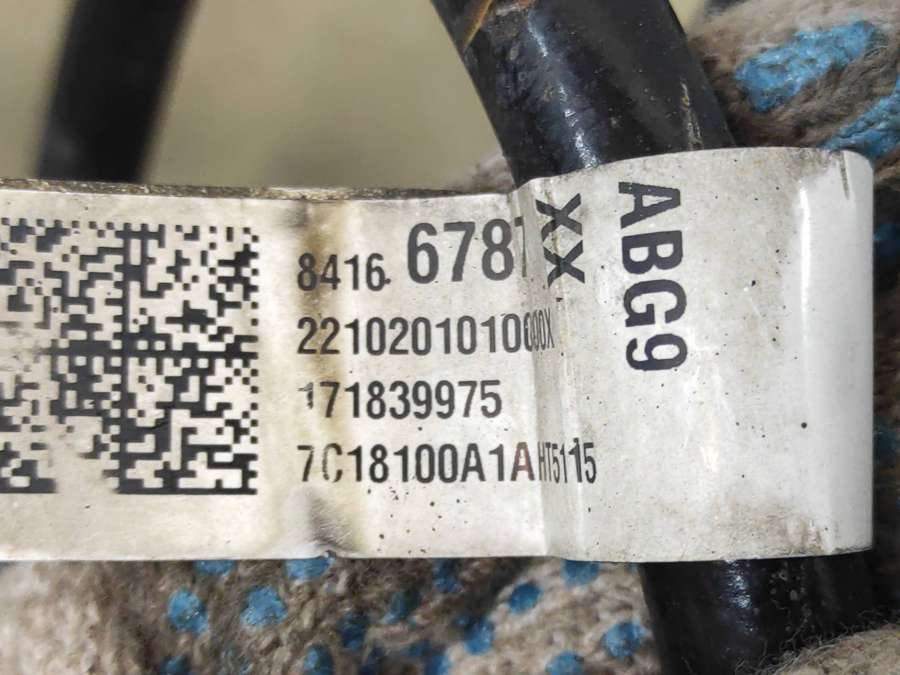 8416 6787 XX
221020101000X
171839975
7C18100A1AHT5115
ABG9